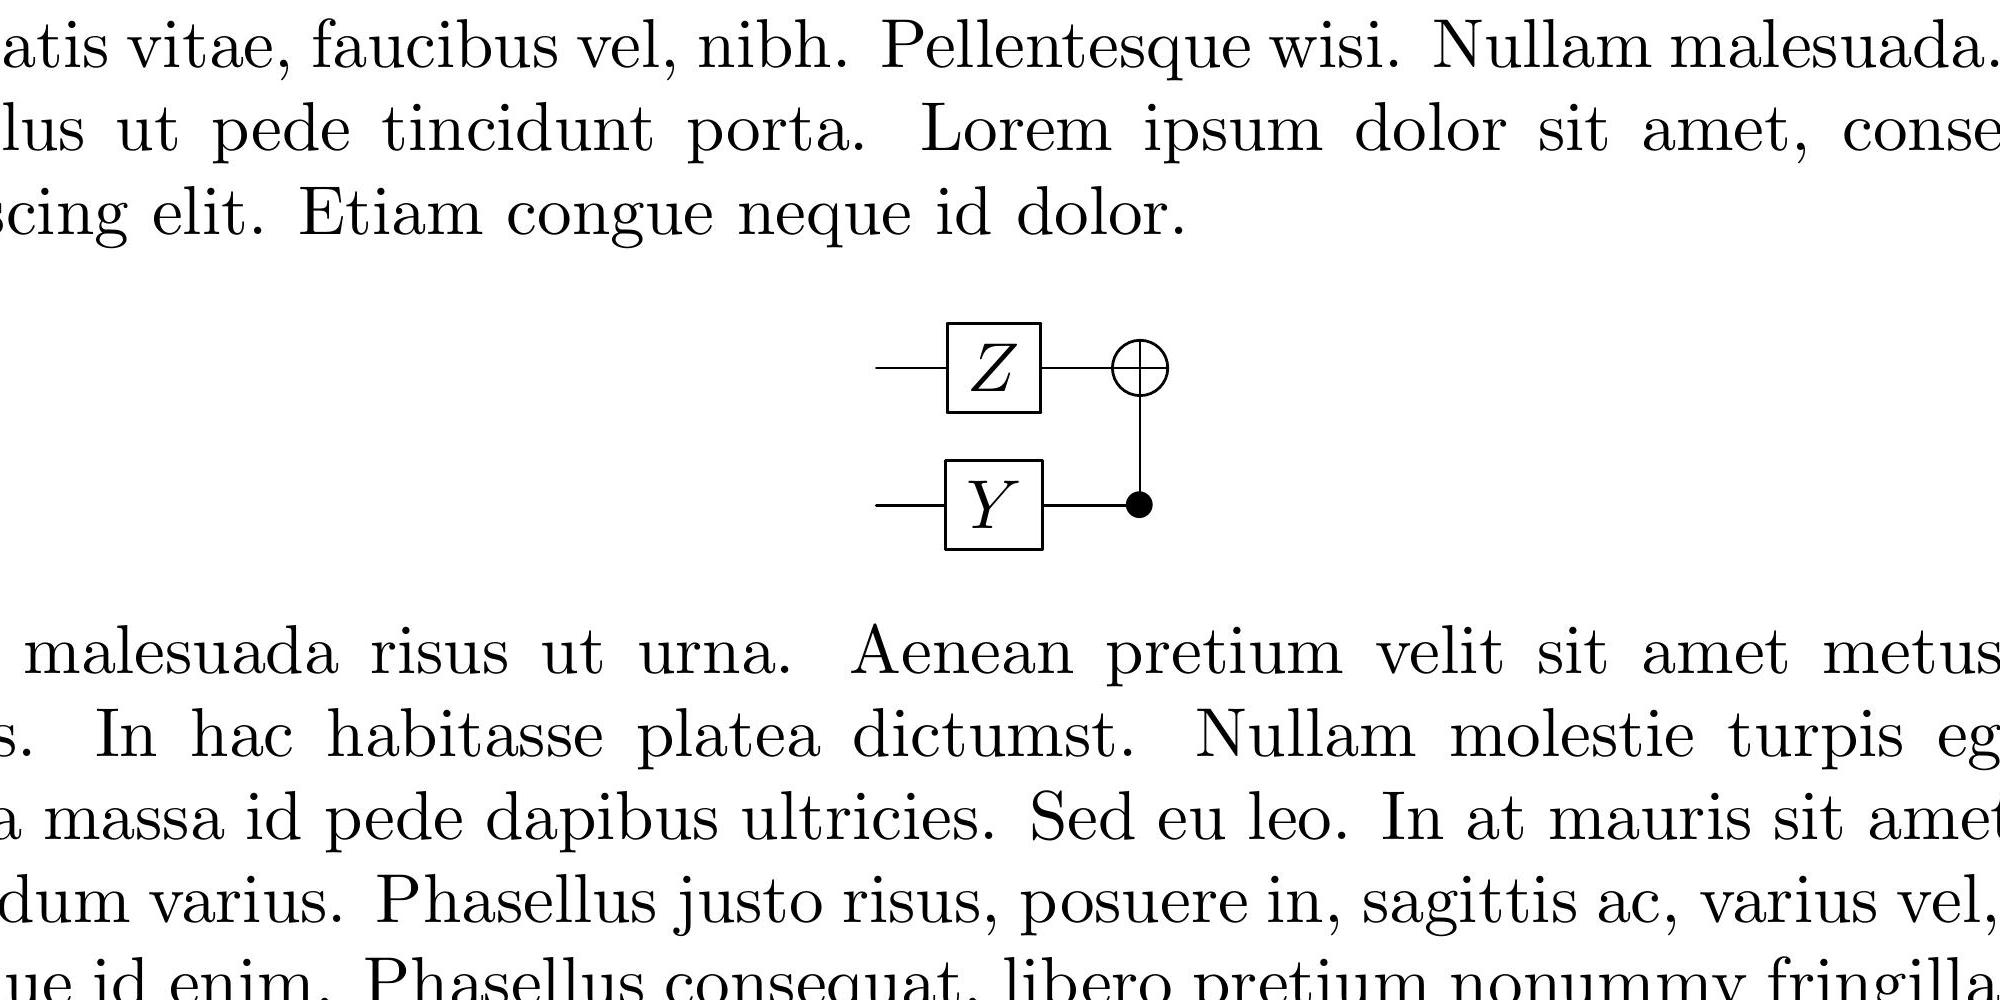 atis vitae, faucibus vel, nibh. Pellentesque wisi. Nullam malesuada.
lus ut pede tincidunt porta. Lorem ipsum dolor sit amet, conse
scing elit. Etiam congue neque id dolor.
Z
Y
malesuada risus ut urna. Aenean pretium velit sit amet metus
s. In hac habitasse platea dictumst. Nullam molestie turpis eg
a massa id pede dapibus ultricies. Sed eu leo. In at mauris sit amet
dum varius. Phasellus justo risus, posuere in, sagittis ac, varius vel,
ue id enim. Phasellus consequat, libero pretium nonummy fringilla